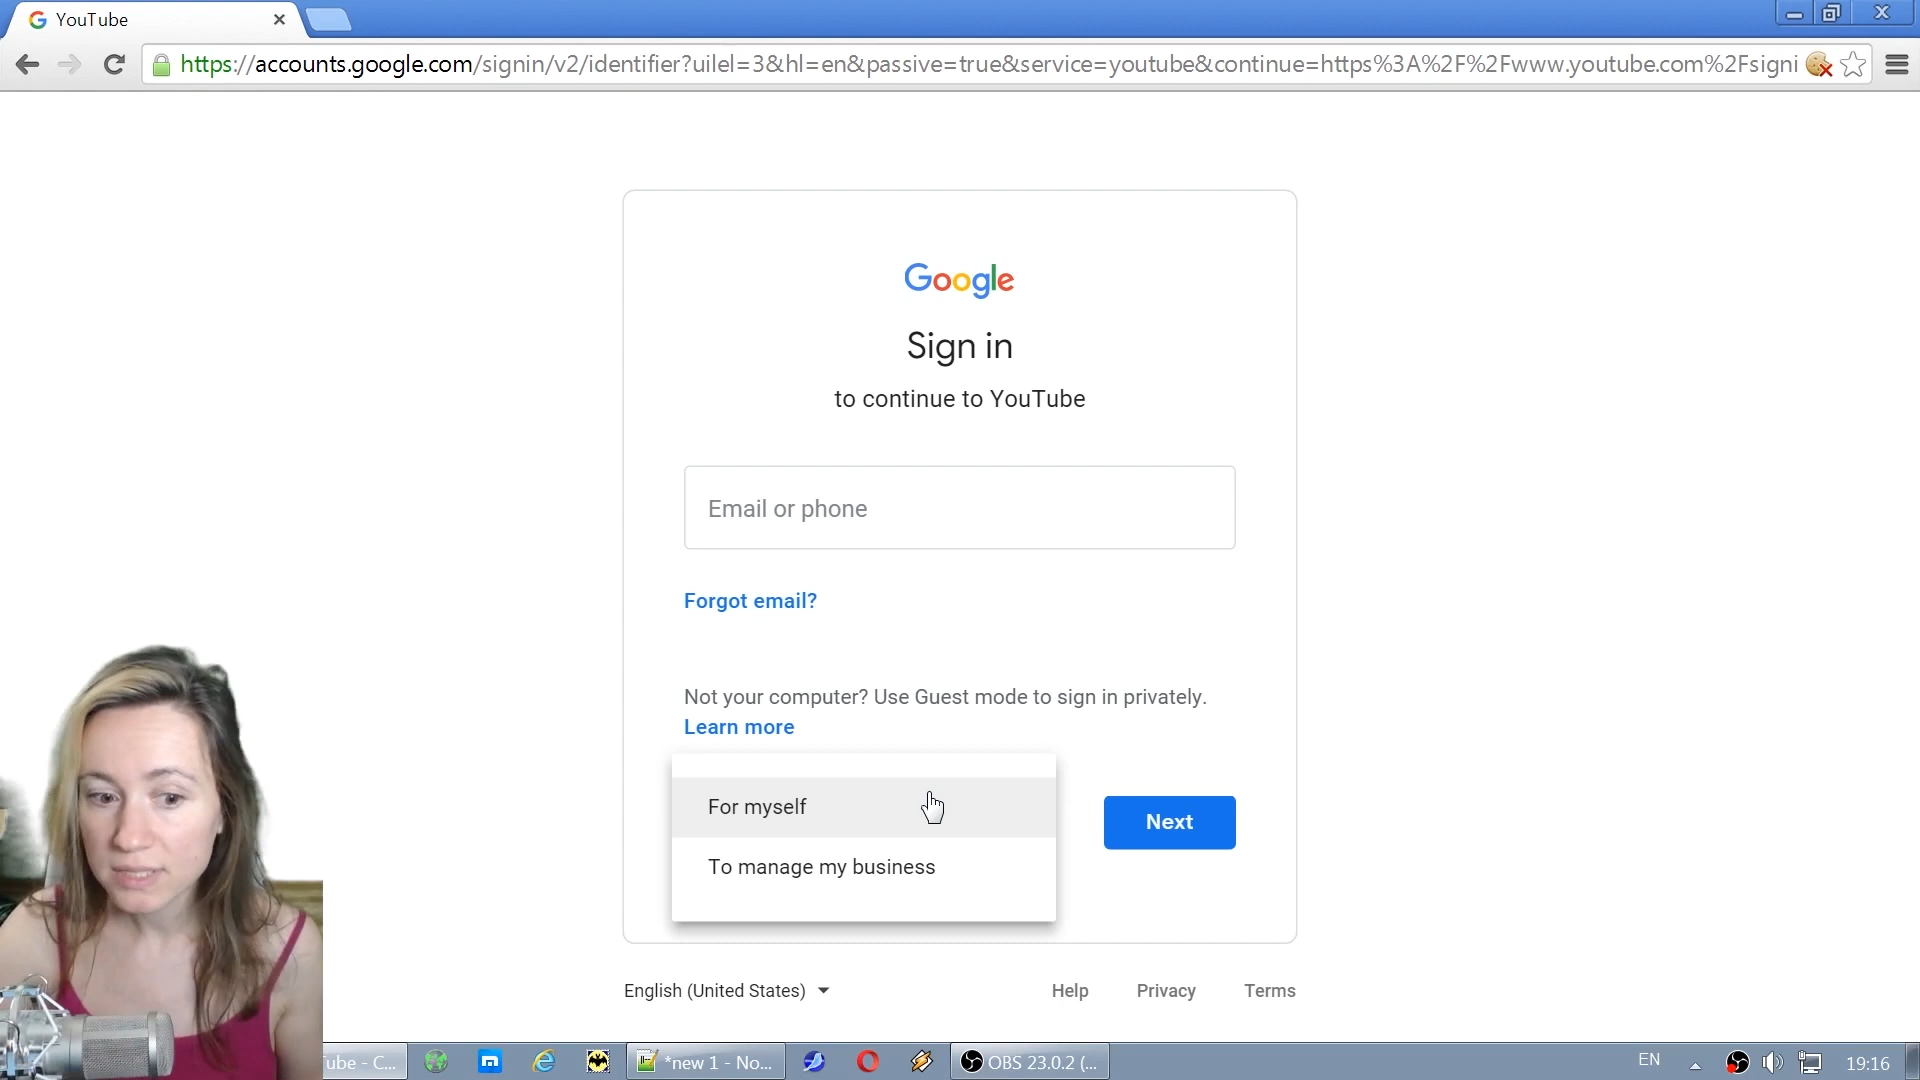 YouTube
https://accounts.google.com/signin/v2/identifier?uilel=3&hl=en&passive=true&service=youtube&continue=https%3A%2F%2Fwww.youtube.com%2Fsigni
Google
Sign in
to continue to YouTube
Email or phone
Forgot email?
Not your computer? Use Guest mode to sign in privately.
Learn more
For myself
To manage my business
Next
English (United States)
Help
Privacy
Terms
ube - C...
*new 1 - No...
OBS 23.0.2 (...
EN
19:16